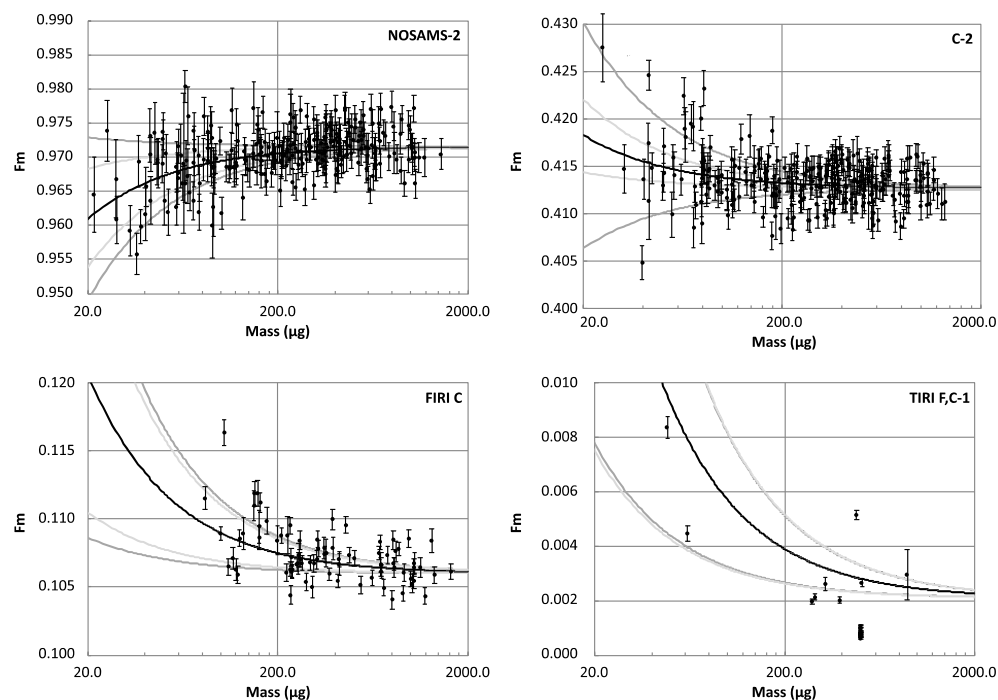 0.990
NOSAMS-2
0.985
0.980
0.975
0.970
0.965
0.960
0.955
0.950
Fm
20.0 200.0 2000.0
Mass (µg)
0.430
C-2
0.425
0.420
0.415
0.410
0.405
0.400
Fm
20.0 200.0 2000.0
Mass (µg)
0.120
FIRI C
0.115
0.110
0.105
0.100
Fm
20.0 200.0 2000.0
Mass (µg)
0.010
TIRI F,C-1
0.008
0.006
0.004
0.002
0.000
Fm
20.0 200.0 2000.0
Mass (µg)